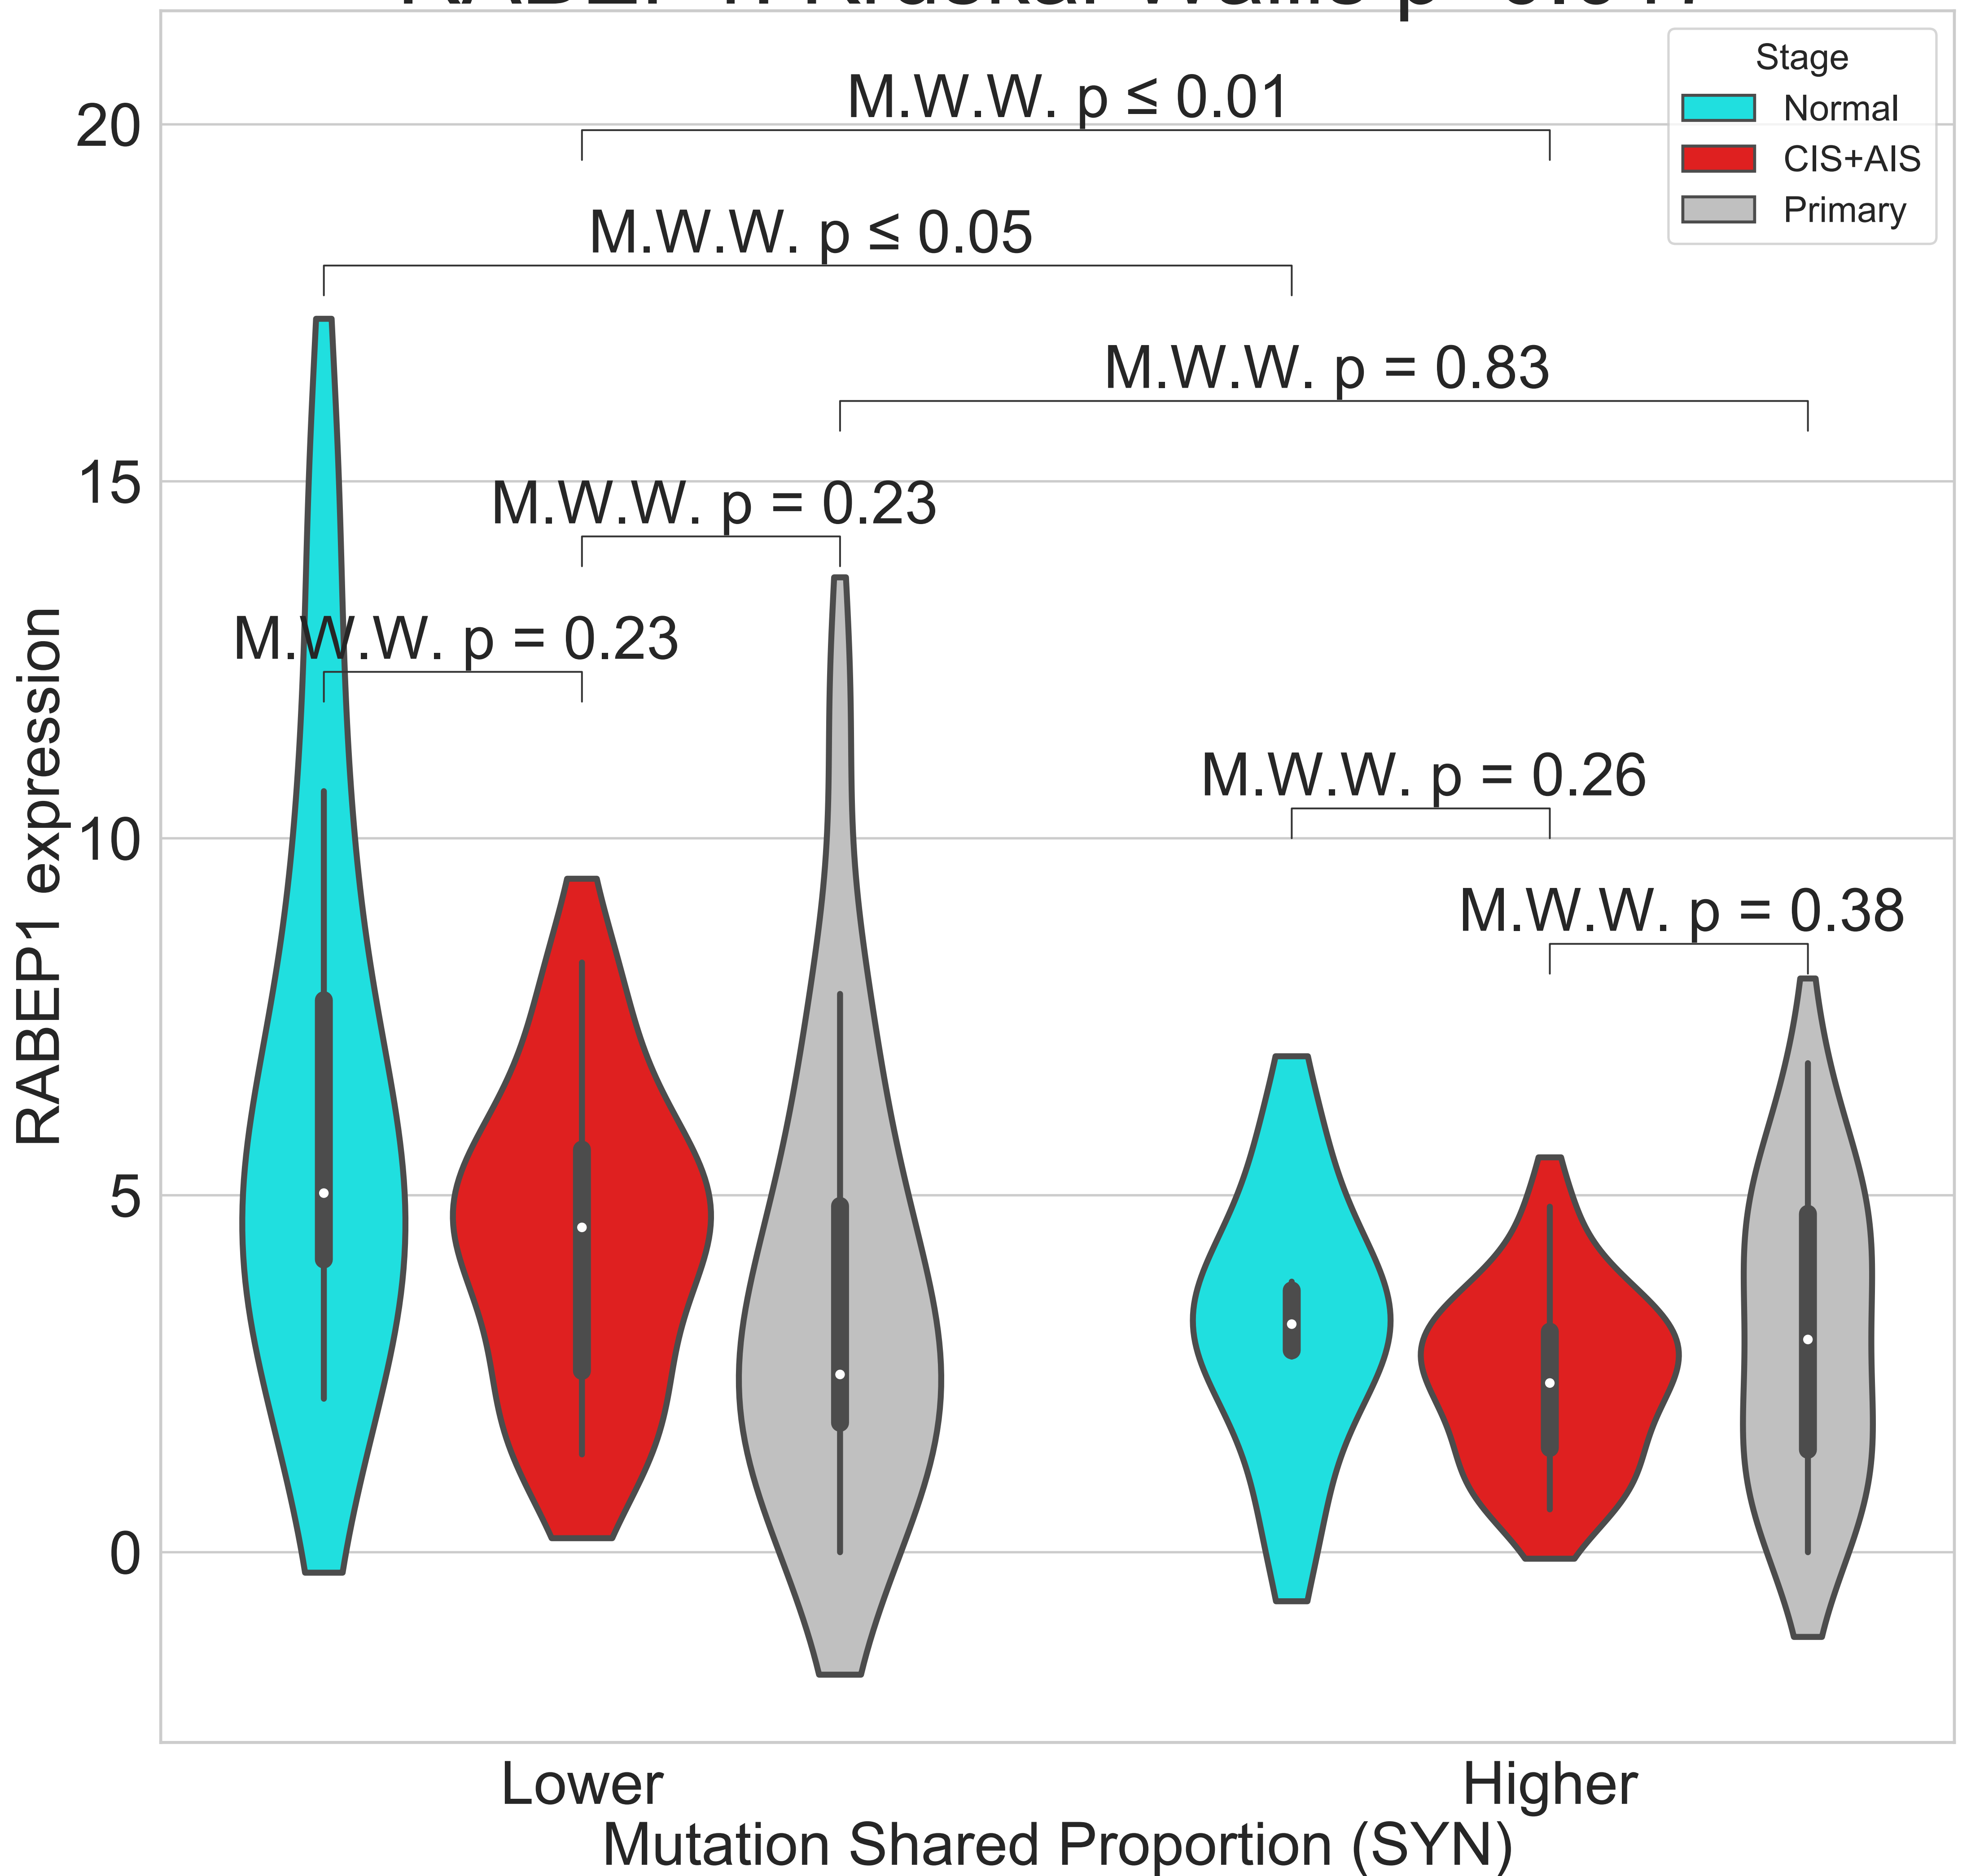 Stage
Normal
CIS+AIS
Primary
M.W.W. p ≤ 0.01
M.W.W. p ≤ 0.05
M.W.W. p = 0.83
M.W.W. p = 0.23
M.W.W. p = 0.23
M.W.W. p = 0.26
M.W.W. p = 0.38
20
15
10
5
0
RABEP1 expression
Lower
Higher
Mutation Shared Proportion (SYN)